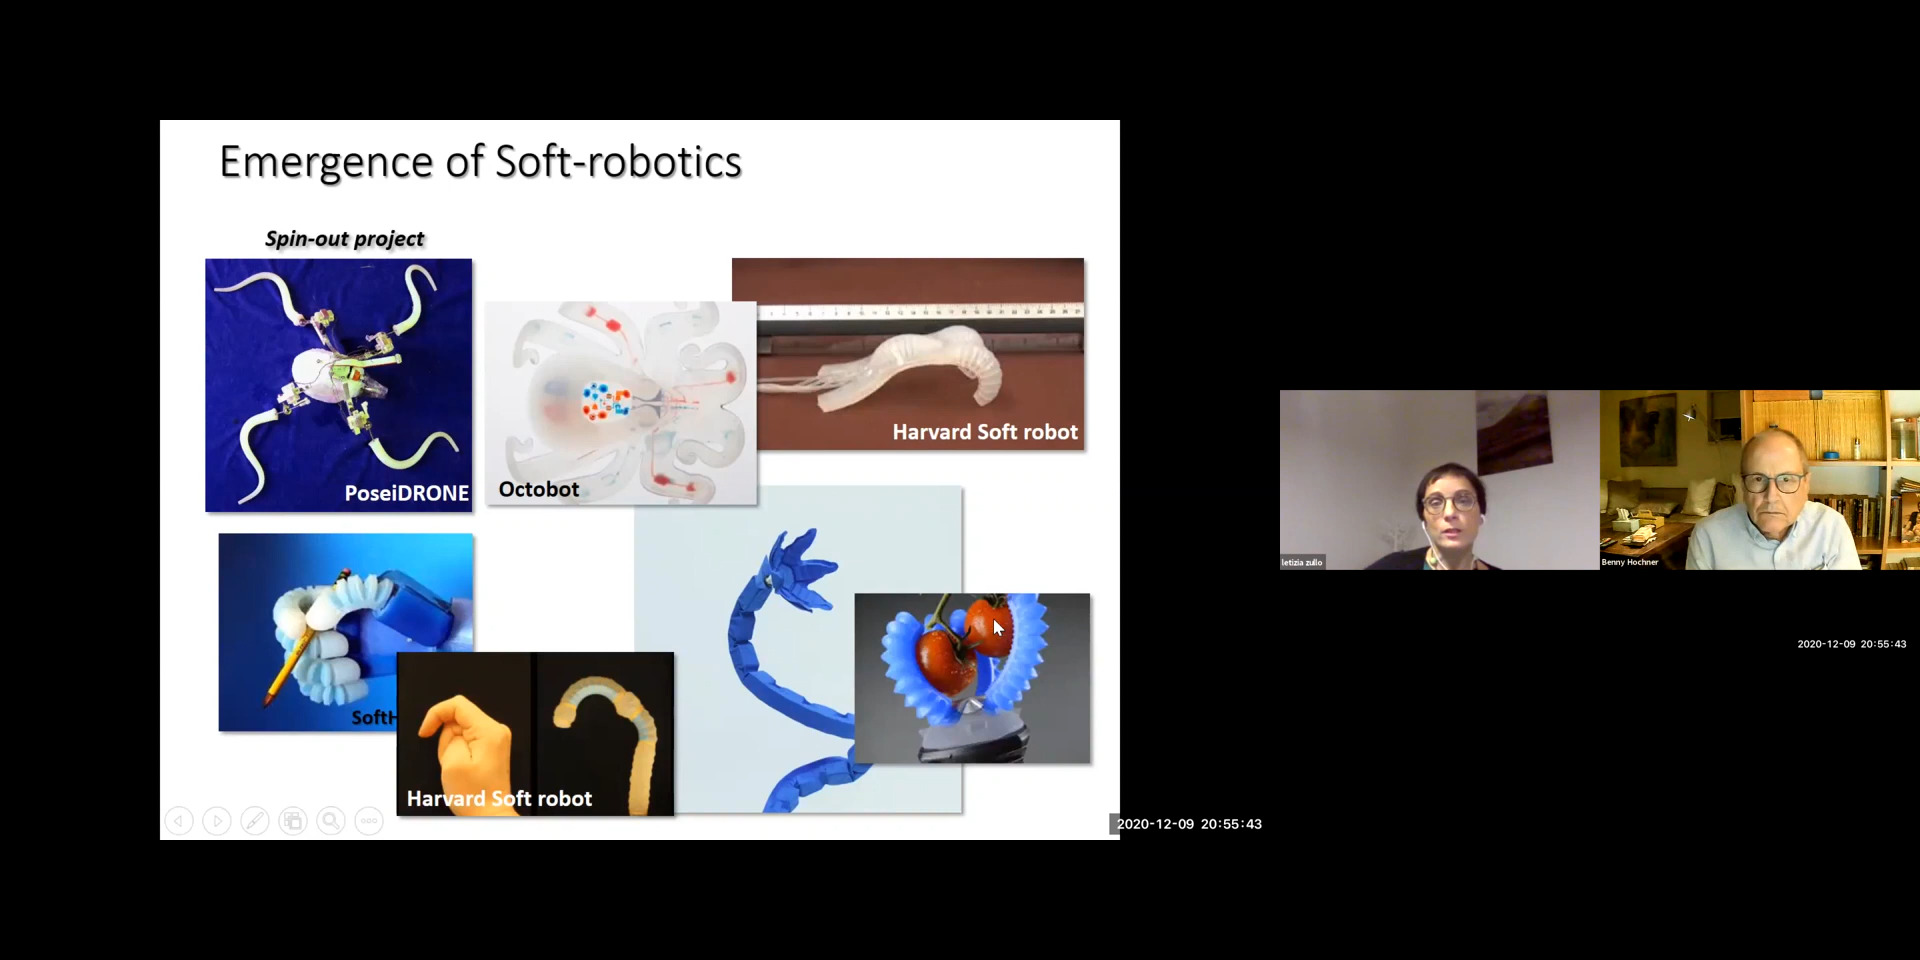 Emergence of Soft-robotics
Spin-out project
PoseiDRONE
Octobot
Harvard Soft robot
SoftH
Harvard Soft robot
letizia zullo
Benny Hochner
2020-12-09 20:55:43
2020-12-09 20:55:43